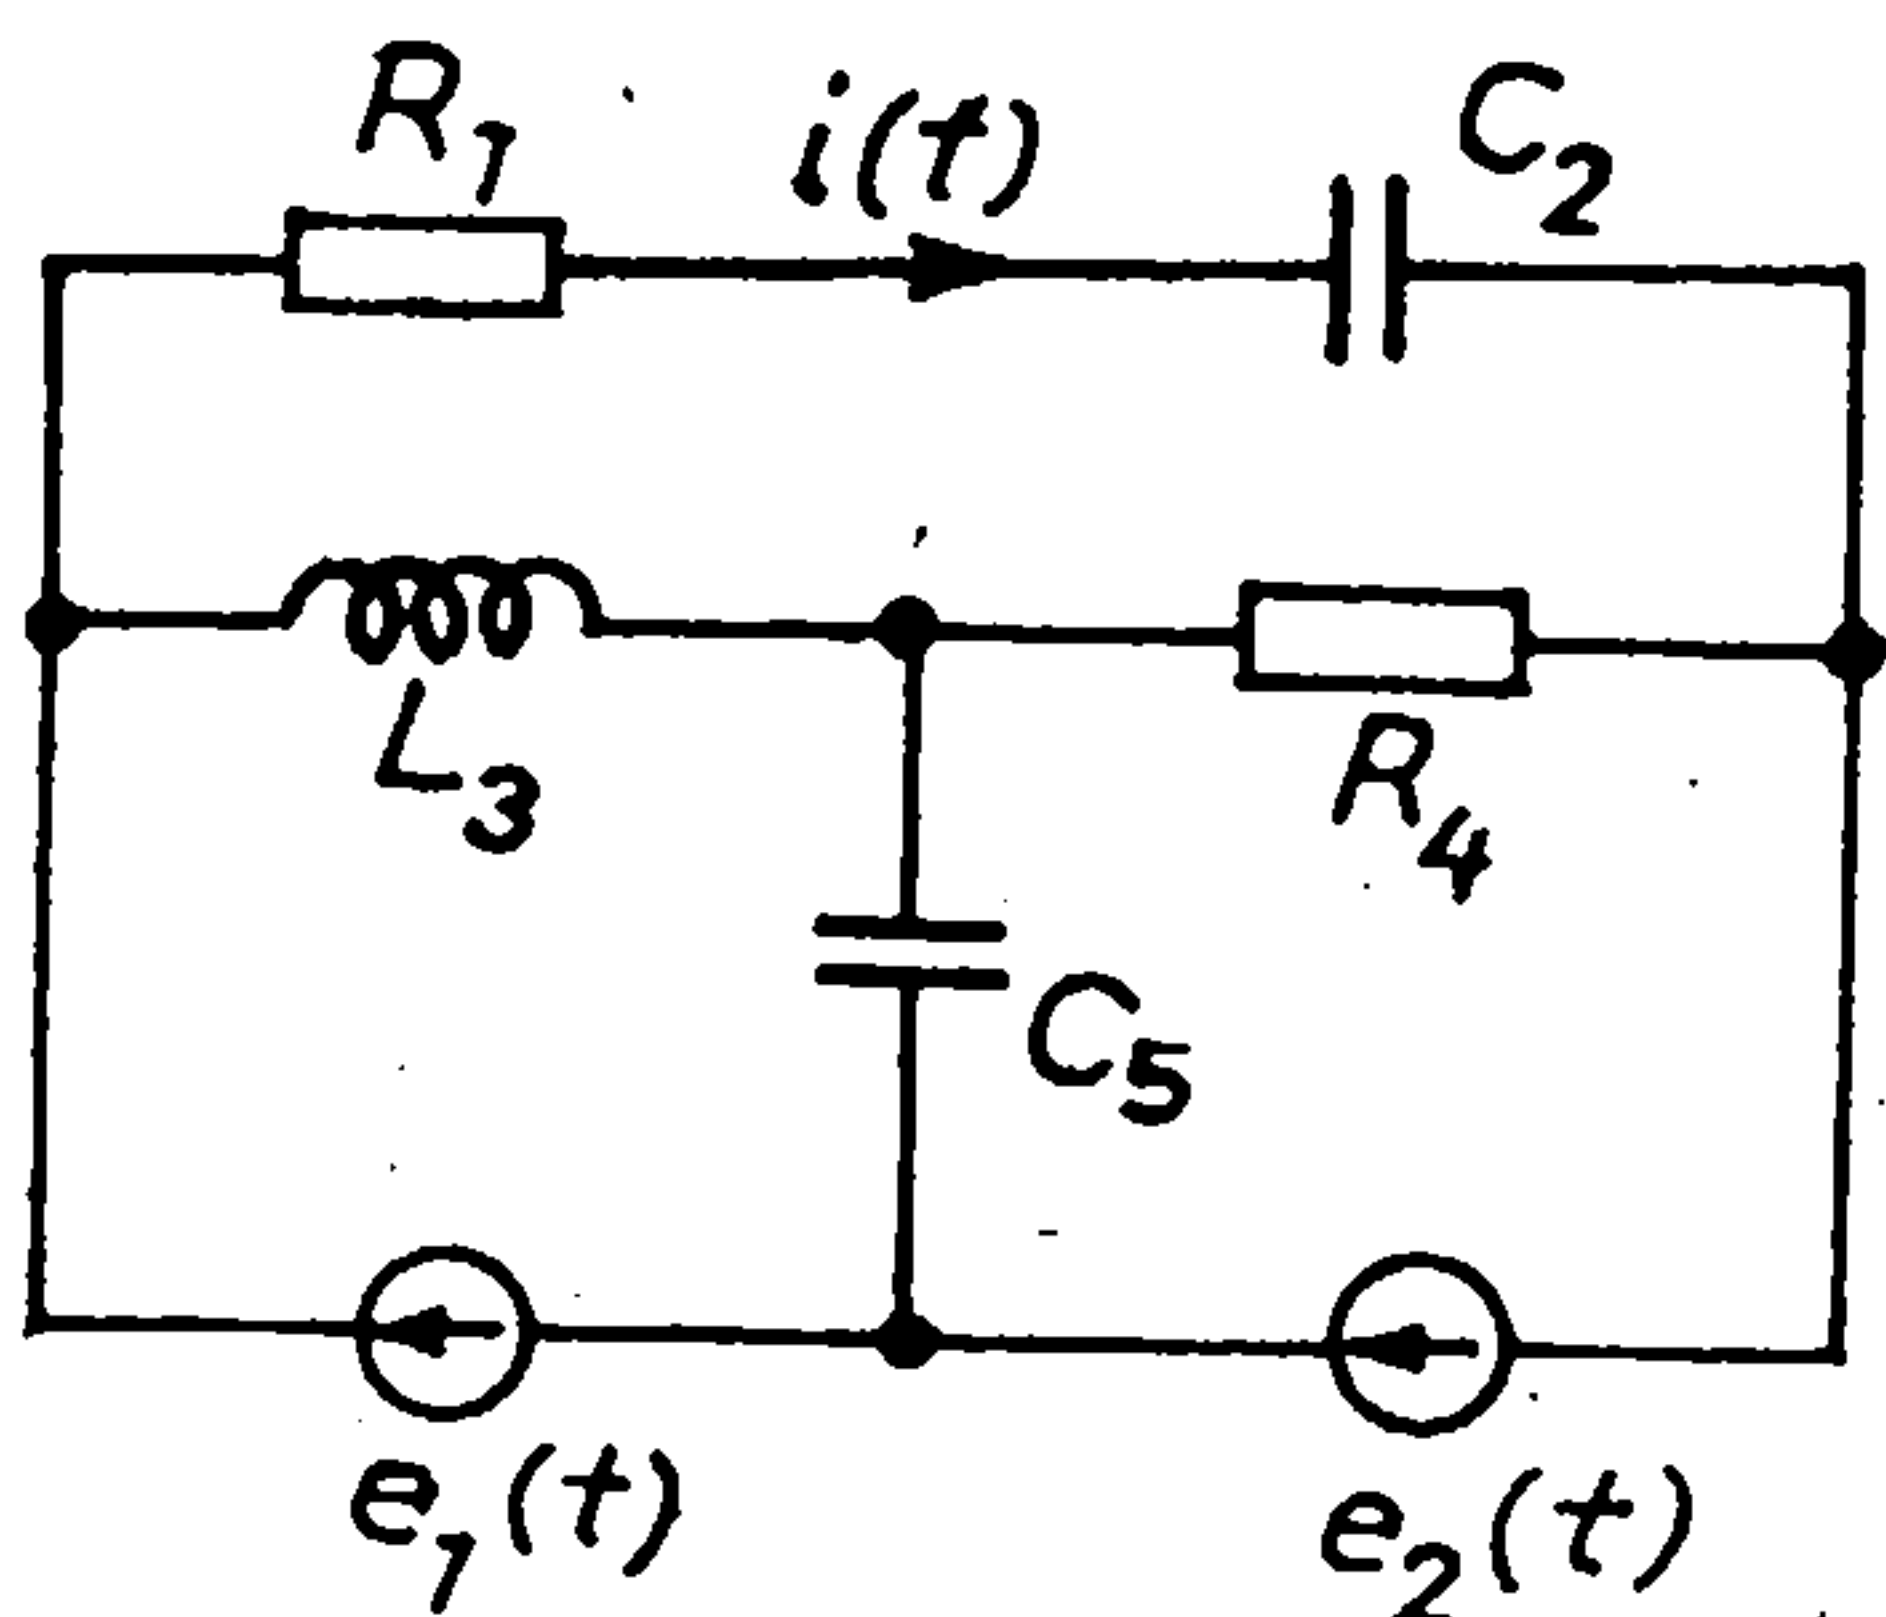 R₁ i(t) C₂
L₃ R₄
C₅
e₁(t) e₂(t)